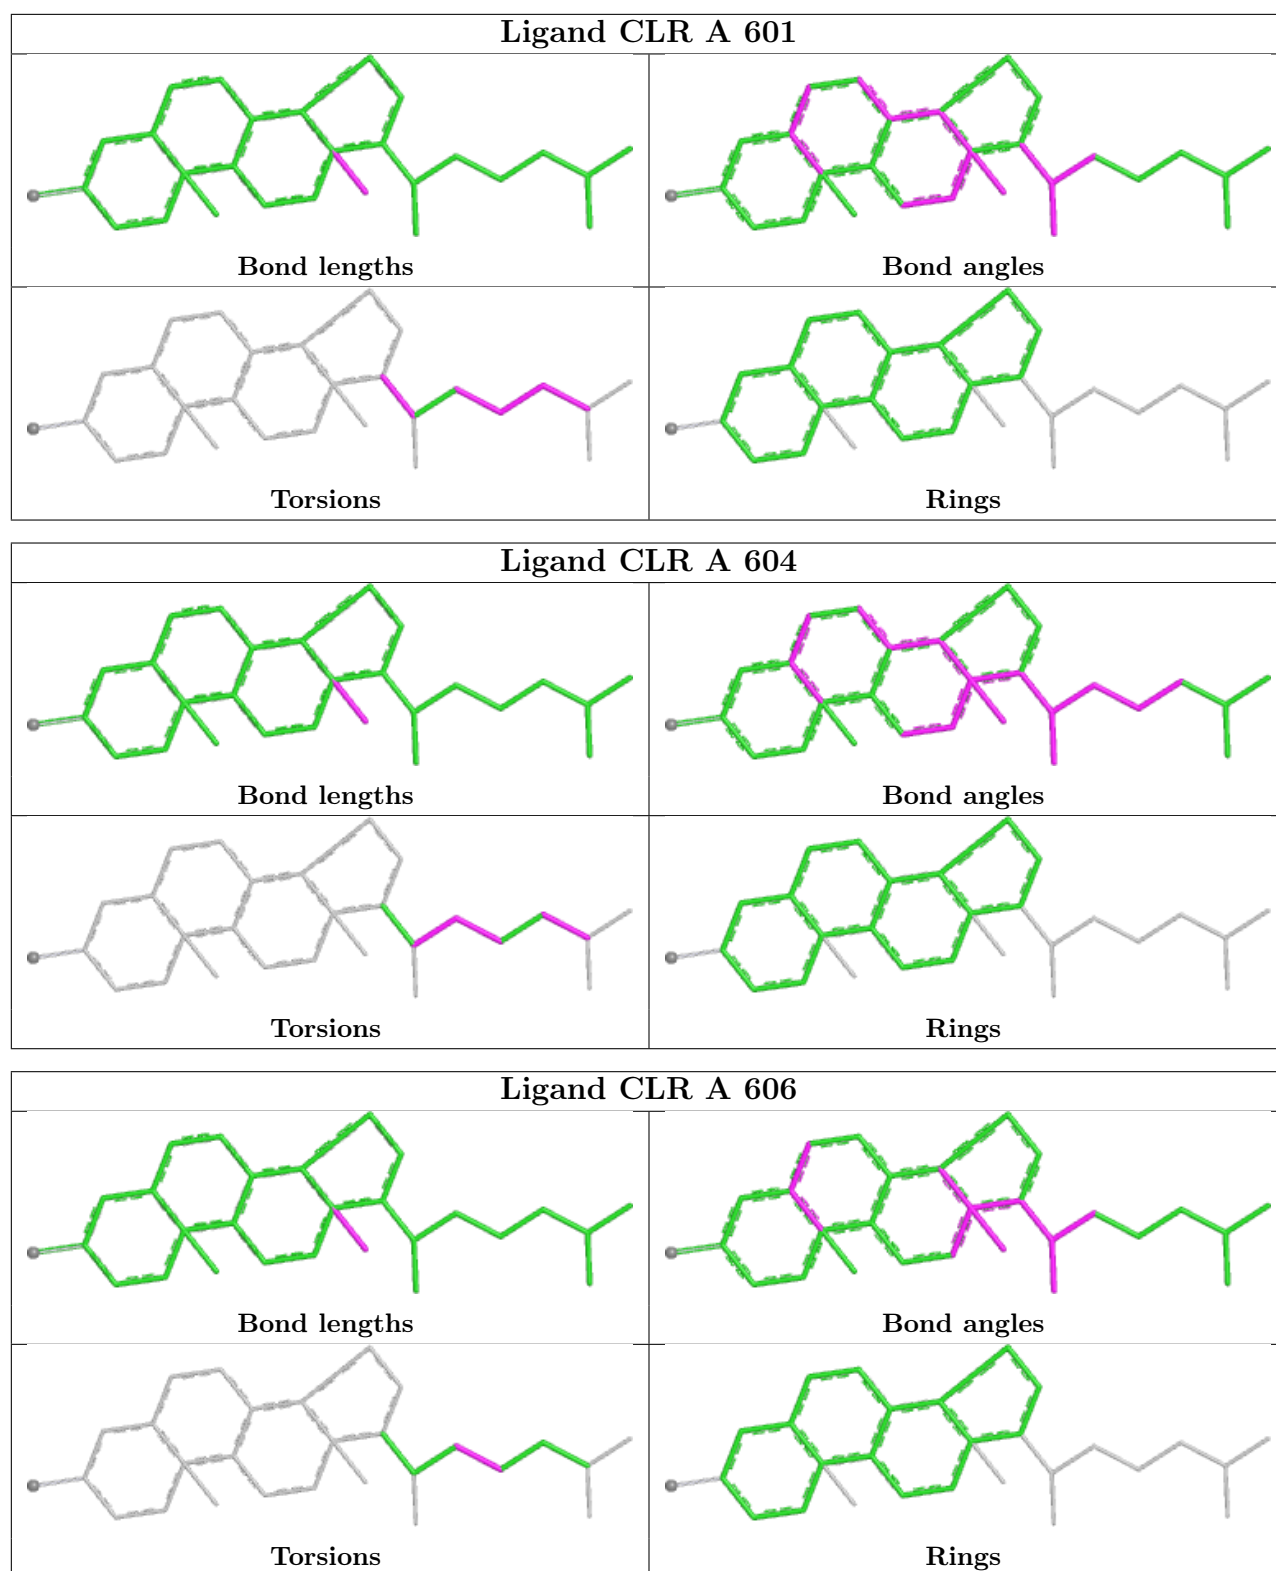 Ligand CLR A 601
Bond lengths
Bond angles
Torsions
Rings
Ligand CLR A 604
Bond lengths
Bond angles
Torsions
Rings
Ligand CLR A 606
Bond lengths
Bond angles
Torsions
Rings